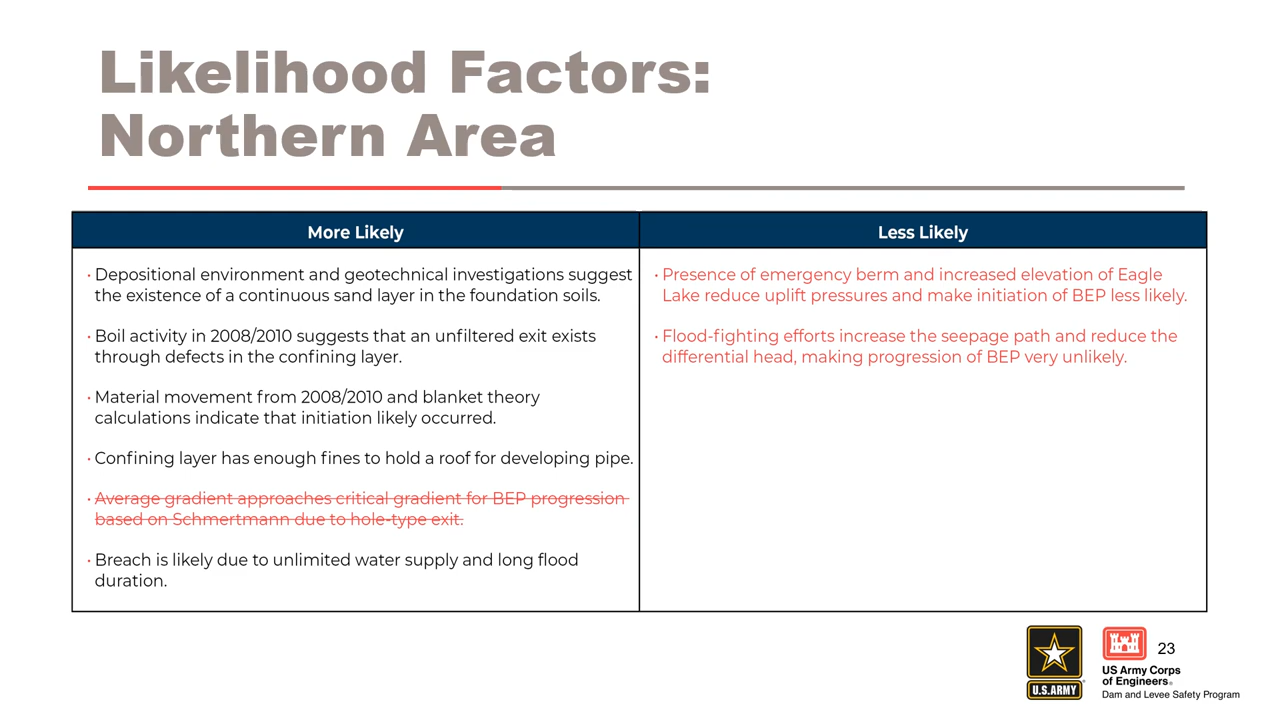 Likelihood Factors:
Northern Area
More Likely
Less Likely
· Depositional environment and geotechnical investigations suggest
the existence of a continuous sand layer in the foundation soils.
· Boil activity in 2008/2010 suggests that an unfiltered exit exists
through defects in the confining layer.
· Material movement from 2008/2010 and blanket theory
calculations indicate that initiation likely occurred.
· Confining layer has enough fines to hold a roof for developing pipe.
· Average gradient approaches critical gradient for BEP progression
based on Schmertmann due to hole-type exit.
· Breach is likely due to unlimited water supply and long flood
duration.
· Presence of emergency berm and increased elevation of Eagle
Lake reduce uplift pressures and make initiation of BEP less likely.
· Flood-fighting efforts increase the seepage path and reduce the
differential head, making progression of BEP very unlikely.
U.S.ARMY
US Army Corps
of Engineers®
Dam and Levee Safety Program
23